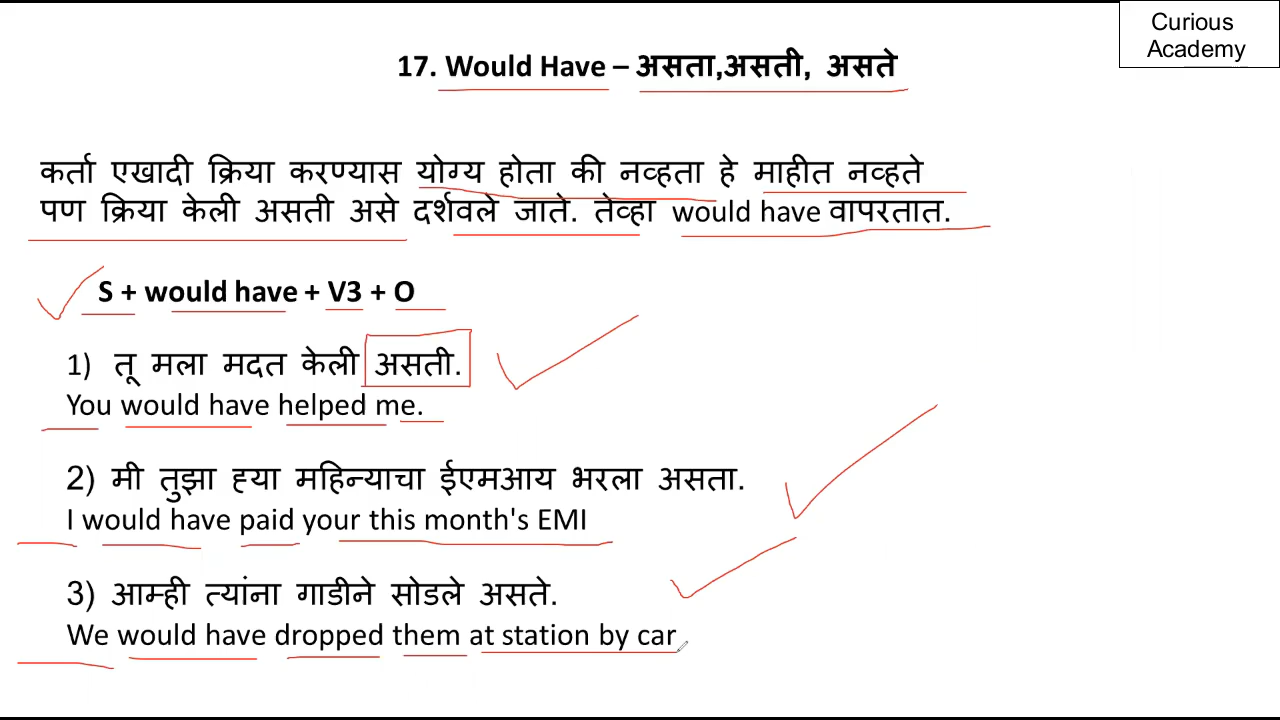 Curious
Academy
17. Would Have – असता,असती, असते
कर्ता एखादी क्रिया करण्यास योग्य होता की नव्हता हे माहीत नव्हते
पण क्रिया केली असती असे दर्शवले जाते. तेव्हा would have वापरतात.
S + would have + V3 + O
1) तू मला मदत केली असती.
You would have helped me.
2) मी तुझा ह्या महिन्याचा ईएमआय भरला असता.
I would have paid your this month's EMI
3) आम्ही त्यांना गाडीने सोडले असते.
We would have dropped them at station by car